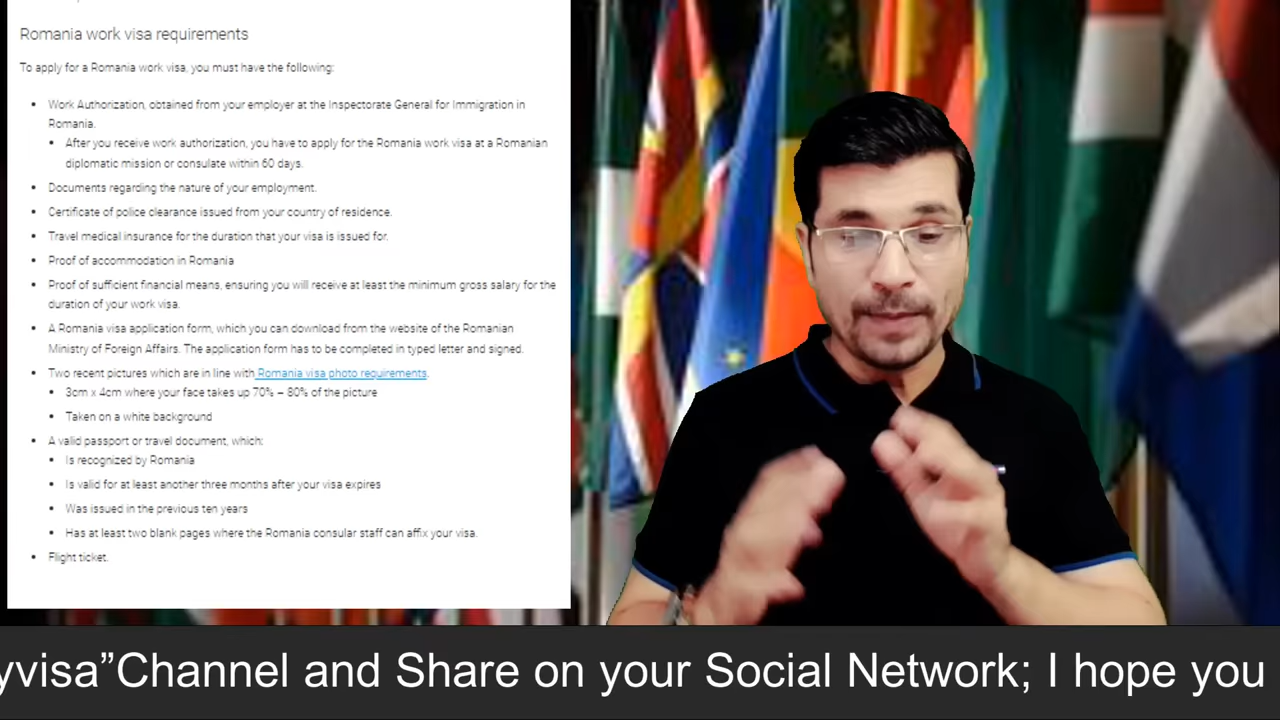 Romania work visa requirements
To apply for a Romania work visa, you must have the following:
Work Authorization, obtained from your employer at the Inspectorate General for Immigration in
Romania.
After you receive work authorization, you have to apply for the Romania work visa at a Romanian
diplomatic mission or consulate within 60 days.
Documents regarding the nature of your employment.
Certificate of police clearance issued from your country of residence.
Travel medical insurance for the duration that your visa is issued for.
Proof of accommodation in Romania
Proof of sufficient financial means, ensuring you will receive at least the minimum gross salary for the
duration of your work visa.
A Romania visa application form, which you can download from the website of the Romanian
Ministry of Foreign Affairs. The application form has to be completed in typed letter and signed.
Two recent pictures which are in line with Romania visa photo requirements.
3cm x 4cm where your face takes up 70% – 80% of the picture
Taken on a white background
A valid passport or travel document, which:
Is recognized by Romania
Is valid for at least another three months after your visa expires
Was issued in the previous ten years
Has at least two blank pages where the Romania consular staff can affix your visa.
Flight ticket.
yvisa”Channel and Share on your Social Network; I hope you